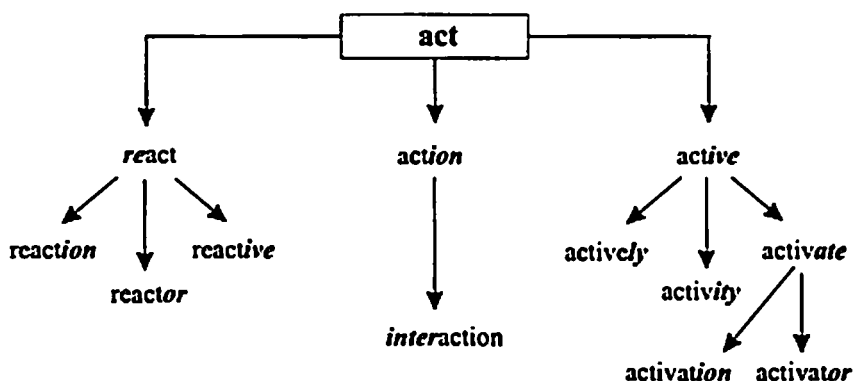 act
react action active
reaction reactive actively activate
reactor activity
interaction
activation activator